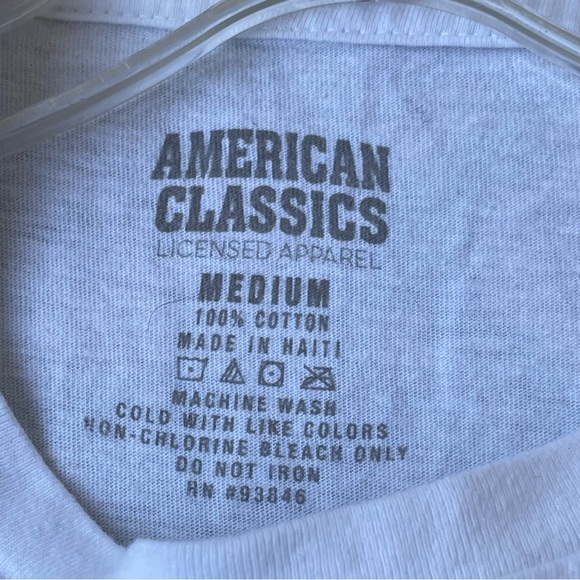 AMERICAN
CLASSICS
LICENSED APPAREL
MEDIUM
100% COTTON
MADE IN HAITI
MACHINE WASH
COLD WITH LIKE COLORS
NON-CHLORINE BLEACH ONLY
DO NOT IRON
RN #93846